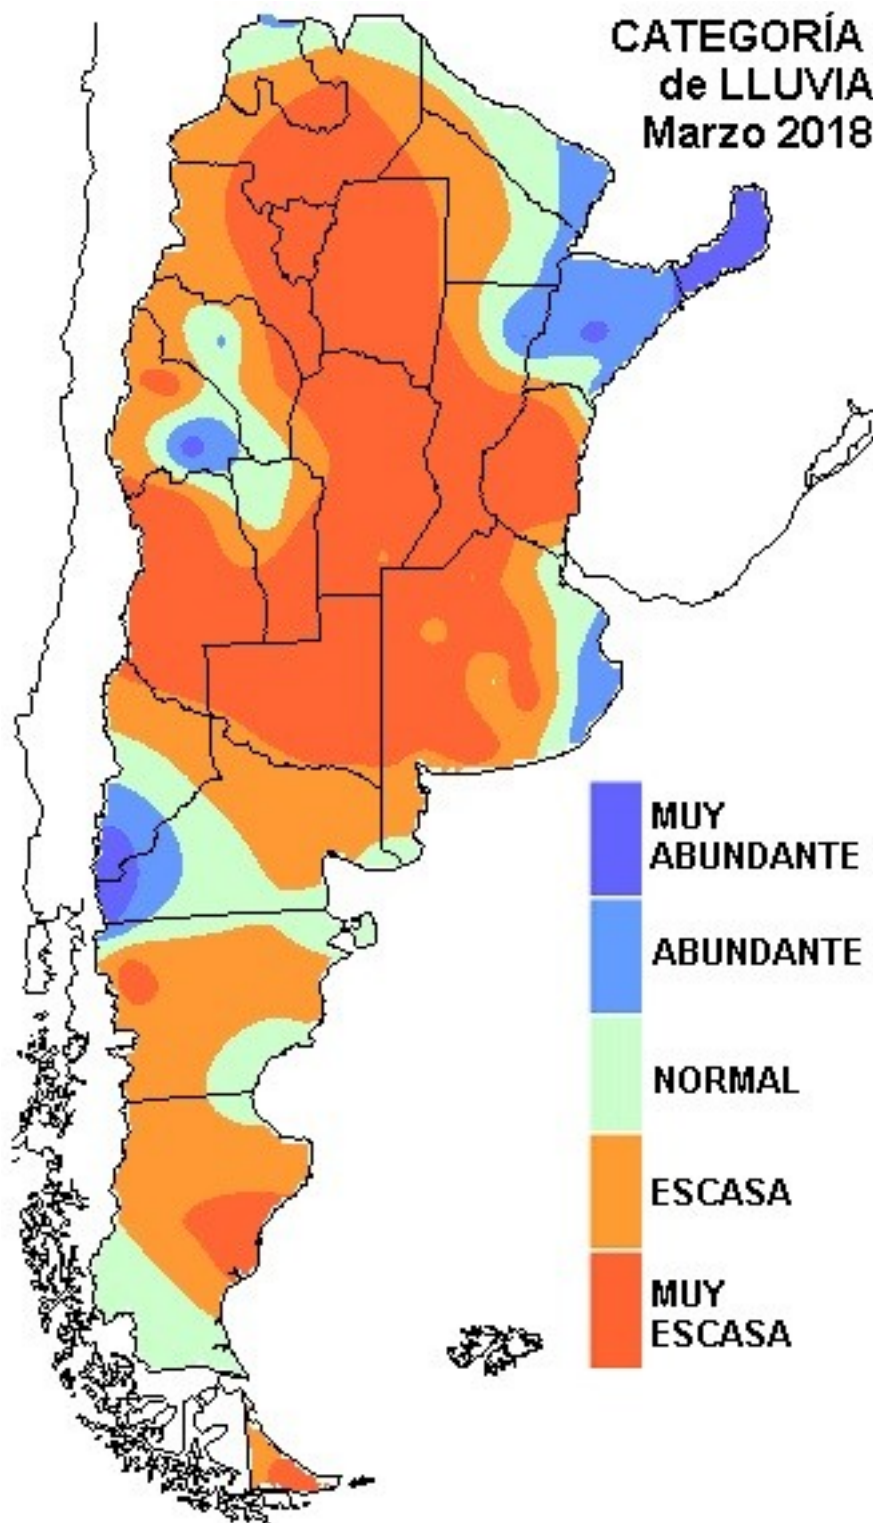 CATEGORÍA
de LLUVIA
Marzo 2018
MUY
ABUNDANTE
ABUNDANTE
NORMAL
ESCASA
MUY
ESCASA